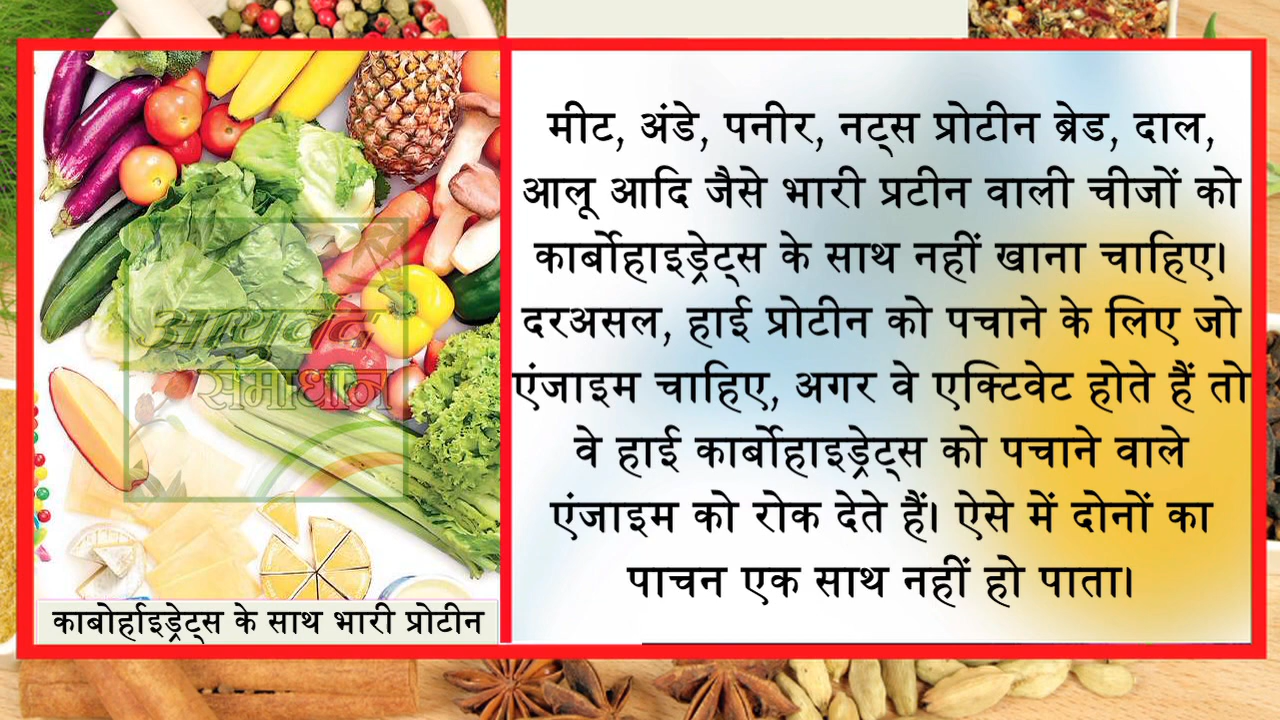 मीट, अंडे, पनीर, नट्स प्रोटीन ब्रेड, दाल,
आलू आदि जैसे भारी प्रटीन वाली चीजों को
कार्बोहाइड्रेट्स के साथ नहीं खाना चाहिए।
दरअसल, हाई प्रोटीन को पचाने के लिए जो
एंजाइम चाहिए, अगर वे एक्टिवेट होते हैं तो
वे हाई कार्बोहाइड्रेट्स को पचाने वाले
एंजाइम को रोक देते हैं। ऐसे में दोनों का
पाचन एक साथ नहीं हो पाता।
आयुर्वेद
समाधान
काबोर्हाइड्रेट्स के साथ भारी प्रोटीन